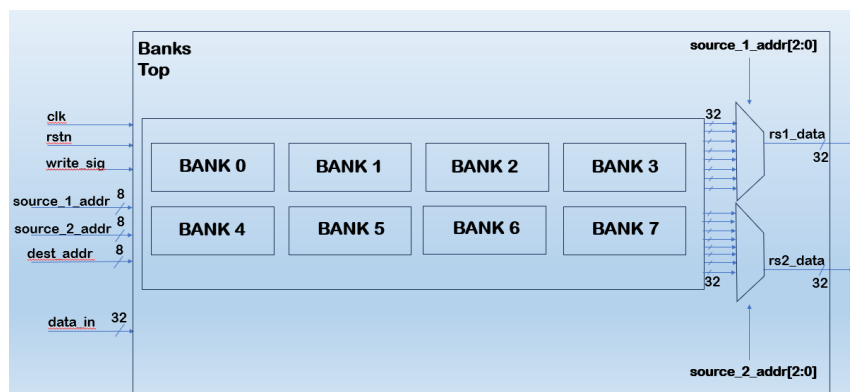 Banks
Top
source_1_addr[2:0]
clk
rstn
write_sig
source_1_addr 8
source_2_addr 8
dest_addr 8
data_in 32
BANK 0 BANK 1 BANK 2 BANK 3
BANK 4 BANK 5 BANK 6 BANK 7
32
rs1_data
32
rs2_data
32
32
source_2_addr[2:0]